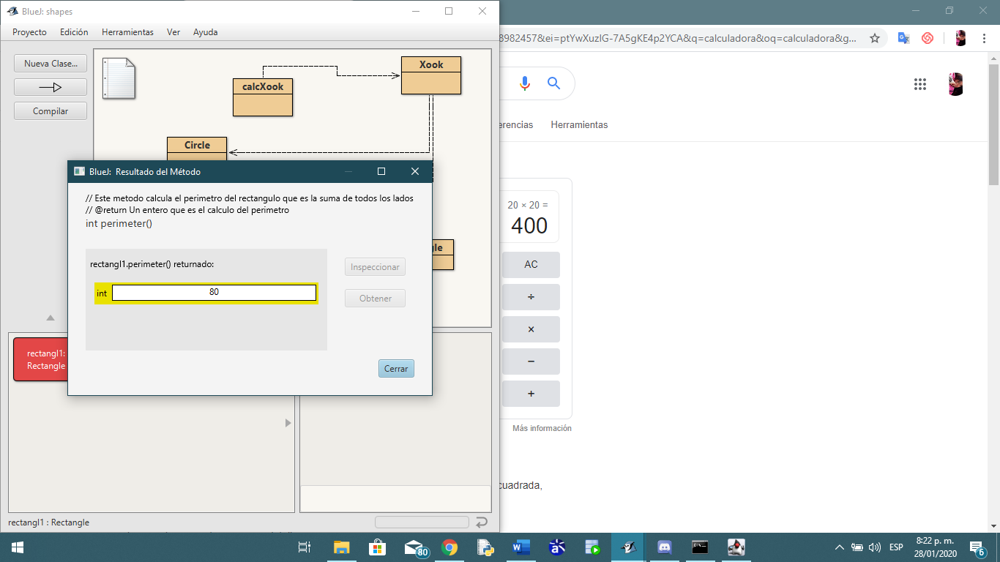 BlueJ: shapes
Proyecto Edición Herramientas Ver Ayuda
8982457&ei=ptYwXuzIG-7A5gKE4p2YCA&q=calculadora&oq=calculadora&g...
Nueva Clase...
Compilar
calcXook
Xook
Circle
erencias Herramientas
BlueJ: Resultado del Método
// Este metodo calcula el perimetro del rectangulo que es la suma de todos los lados
// @return Un entero que es el calculo del perimetro
int perimeter()
rectangl1.perimeter() returnado:
int 80
Inspeccionar
Obtener
Cerrar
gle
20 × 20 =
400
AC
÷
×
−
+
Más información
cuadrada,
rectangl1:
Rectangle
rectangl1 : Rectangle
80
ESP
8:22 p. m.
28/01/2020
6